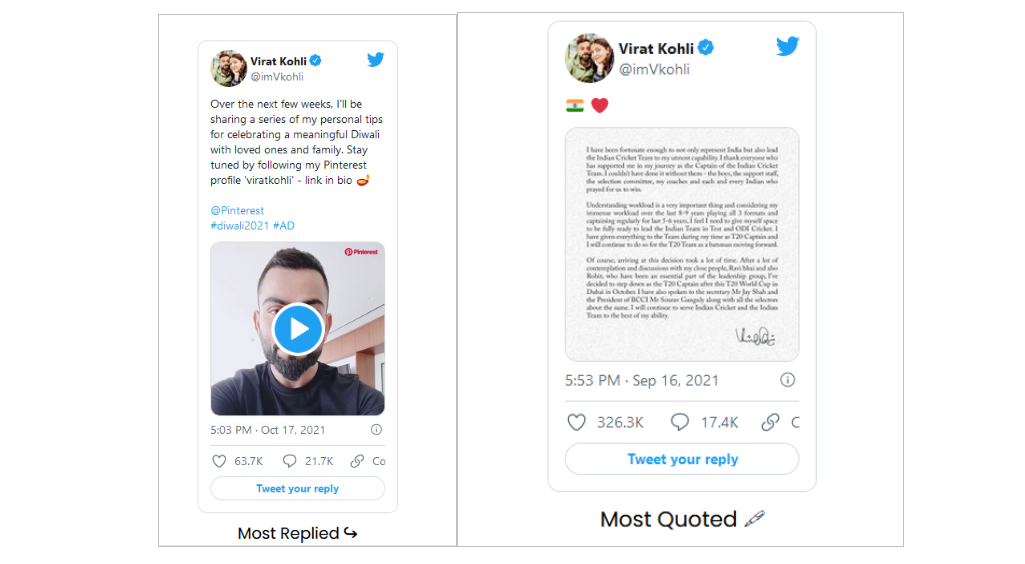 Virat Kohli
@imVkohli
Over the next few weeks, I'll be
sharing a series of my personal tips
for celebrating a meaningful Diwali
with loved ones and family. Stay
tuned by following my Pinterest
profile 'viratkohli' - link in bio 🪔
@Pinterest
#diwali2021 #AD
Pinterest
5:03 PM · Oct 17, 2021
63.7K 21.7K Co
Tweet your reply
Most Replied
Virat Kohli
@imVkohli
🇮🇳 ❤️
I have been fortunate enough to not only represent India but also lead
the Indian Cricket Team to my utmost capability. I thank everyone who
has supported me in my journey as the Captain of the Indian Cricket
Team. I couldn't have done it without them - the boys, the support staff,
the selection committee, my coaches and each and every Indian who
prayed for us to win.
Understanding workload is a very important thing and considering my
immense workload over the last 8-9 years playing all 3 formats and
captaining regularly for last 5-6 years, I feel I need to give myself space
to be fully ready to lead the Indian Team in Test and ODI Cricket. I
have given everything to the Team during my time as T20 Captain and
I will continue to do so for the T20 Team as a batsman moving forward.
Of course, arriving at this decision took a lot of time. After a lot of
contemplation and discussions with my close people, Ravi bhai and also
Rohit, who have been an essential part of the leadership group, I've
decided to step down as the T20 Captain after this T20 World Cup in
Dubai in October. I have also spoken to the secretary Mr Jay Shah and
the President of BCCI Mr Sourav Ganguly along with all the selectors
about the same. I will continue to serve Indian Cricket and the Indian
Team to the best of my ability.
5:53 PM · Sep 16, 2021
326.3K 17.4K C
Tweet your reply
Most Quoted